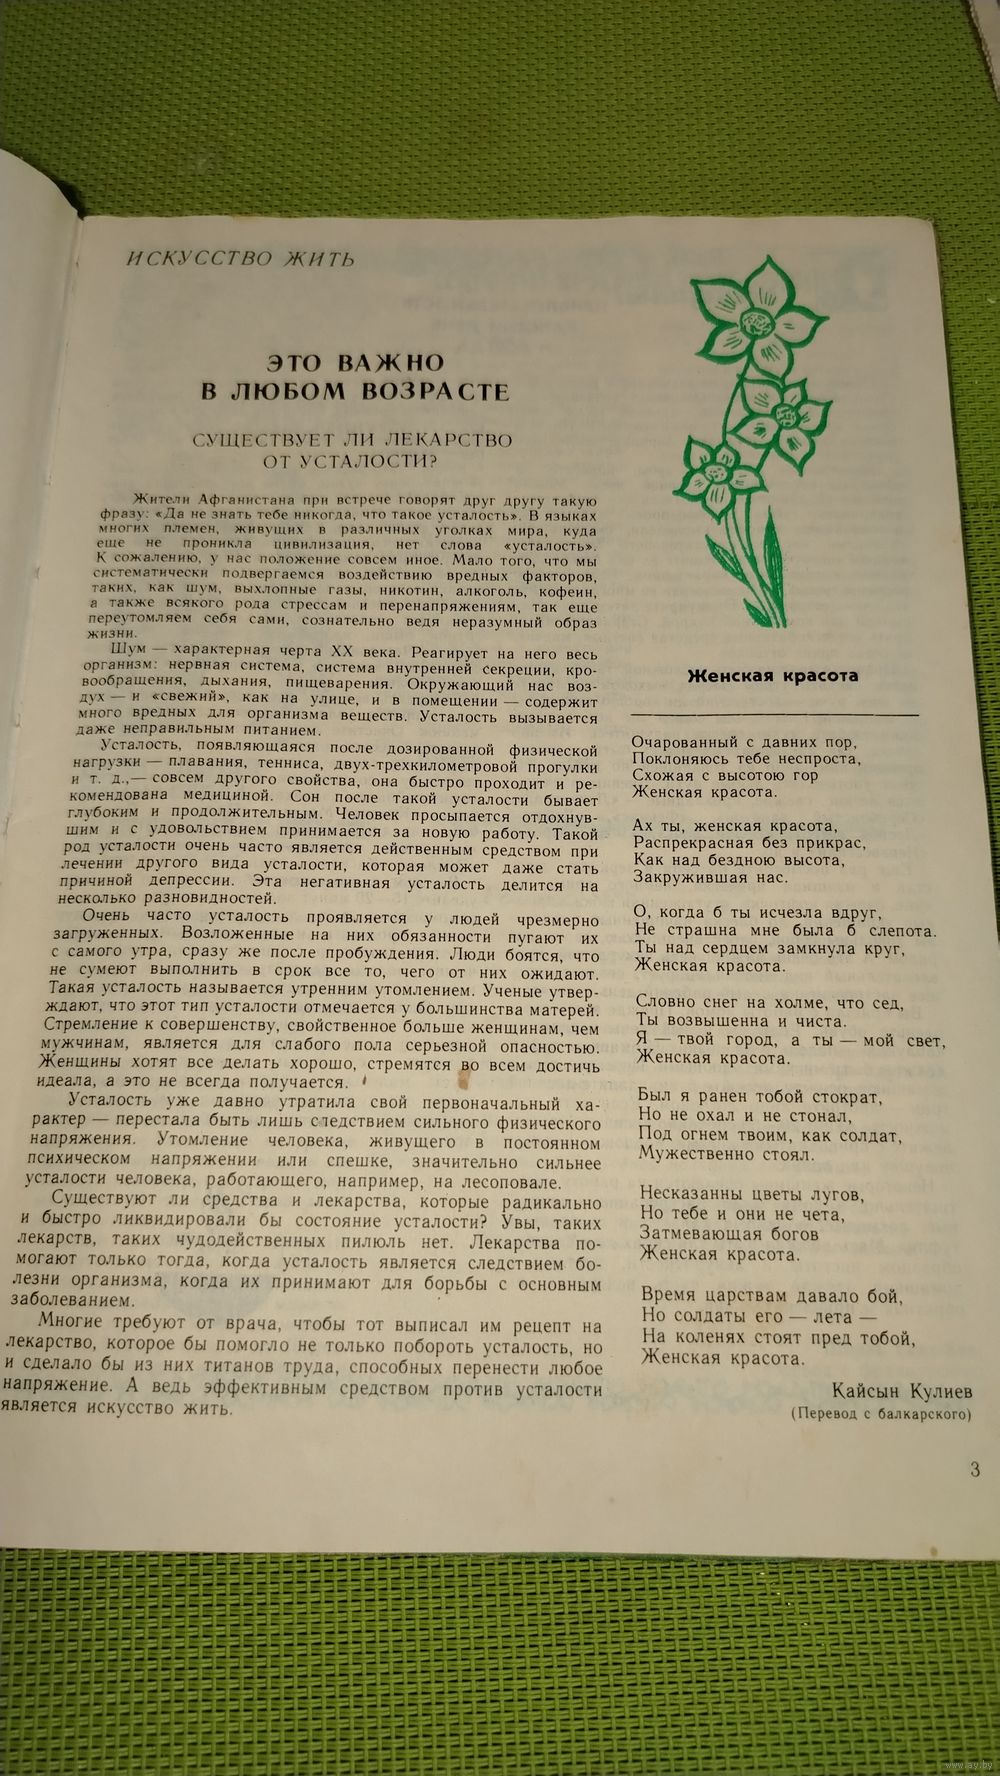 ИСКУССТВО ЖИТЬ
ЭТО ВАЖНО
В ЛЮБОМ ВОЗРАСТЕ
СУЩЕСТВУЕТ ЛИ ЛЕКАРСТВО
ОТ УСТАЛОСТИ?
Жители Афганистана при встрече говорят друг другу такую
фразу: «Да не знать тебе никогда, что такое усталость». В языках
многих племен, живущих в различных уголках мира, куда
еще не проникла цивилизация, нет слова «усталость».
К сожалению, у нас положение совсем иное. Мало того, что мы
систематически подвергаемся воздействию вредных факторов,
таких, как шум, выхлопные газы, никотин, алкоголь, кофеин,
а также всякого рода стрессам и перенапряжениям, так еще
переутомляем себя сами, сознательно ведя неразумный образ
жизни.
Шум — характерная черта XX века. Реагирует на него весь
организм: нервная система, система внутренней секреции, кро-
вообращения, дыхания, пищеварения. Окружающий нас воз-
дух — и «свежий», как на улице, и в помещении — содержит
много вредных для организма веществ. Усталость вызывается
даже неправильным питанием.
Усталость, появляющаяся после дозированной физической
нагрузки — плавания, тенниса, двух-трехкилометровой прогулки
и т. д.,— совсем другого свойства, она быстро проходит и ре-
комендована медициной. Сон после такой усталости бывает
глубоким и продолжительным. Человек просыпается отдохнув-
шим и с удовольствием принимается за новую работу. Такой
род усталости очень часто является действенным средством при
лечении другого вида усталости, которая может даже стать
причиной депрессии. Эта негативная усталость делится на
несколько разновидностей.
Очень часто усталость проявляется у людей чрезмерно
загруженных. Возложенные на них обязанности пугают их
с самого утра, сразу же после пробуждения. Люди боятся, что
не сумеют выполнить в срок все то, чего от них ожидают.
Такая усталость называется утренним утомлением. Ученые утвер-
ждают, что этот тип усталости отмечается у большинства матерей.
Стремление к совершенству, свойственное больше женщинам, чем
мужчинам, является для слабого пола серьезной опасностью.
Женщины хотят все делать хорошо, стремятся во всем достичь
идеала, а это не всегда получается.
Усталость уже давно утратила свой первоначальный ха-
рактер — перестала быть лишь следствием сильного физического
напряжения. Утомление человека, живущего в постоянном
психическом напряжении или спешке, значительно сильнее
усталости человека, работающего, например, на лесоповале.
Существуют ли средства и лекарства, которые радикально
и быстро ликвидировали бы состояние усталости? Увы, таких
лекарств, таких чудодейственных пилюль нет. Лекарства по-
могают только тогда, когда усталость является следствием бо-
лезни организма, когда их принимают для борьбы с основным
заболеванием.
Многие требуют от врача, чтобы тот выписал им рецепт на
лекарство, которое бы помогло не только побороть усталость, но
и сделало бы из них титанов труда, способных перенести любое
напряжение. А ведь эффективным средством против усталости
является искусство жить.
Женская красота
Очарованный с давних пор,
Поклоняюсь тебе неспроста,
Схожая с высотою гор
Женская красота.
Ах ты, женская красота,
Распрекрасная без прикрас,
Как над бездною высота,
Закружившая нас.
О, когда б ты исчезла вдруг,
Не страшна мне была б слепота.
Ты над сердцем замкнула круг,
Женская красота.
Словно снег на холме, что сед,
Ты возвышенна и чиста.
Я — твой город, а ты — мой свет,
Женская красота.
Был я ранен тобой стократ,
Но не охал и не стонал,
Под огнем твоим, как солдат,
Мужественно стоял.
Несказанны цветы лугов,
Но тебе и они не чета,
Затмевающая богов
Женская красота.
Время царствам давало бой,
Но солдаты его — лета —
На коленях стоят пред тобой,
Женская красота.
Кайсын Кулиев
(Перевод с балкарского)
3
www.ay.by